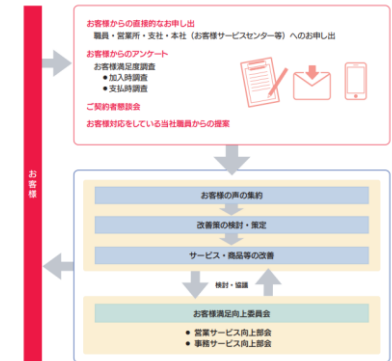 お客様
お客様からの直接的なお申し出
職員・営業所・支社・本社（お客様サービスセンター等）へのお申し出
お客様からのアンケート
お客様満足度調査
●加入時調査
●支払時調査
ご契約者懇談会
お客様対応をしている当社職員からの提案
お客様の声の集約
改善策の検討・策定
サービス・商品等の改善
検討・協議
お客様満足向上委員会
● 営業サービス向上部会
● 事務サービス向上部会